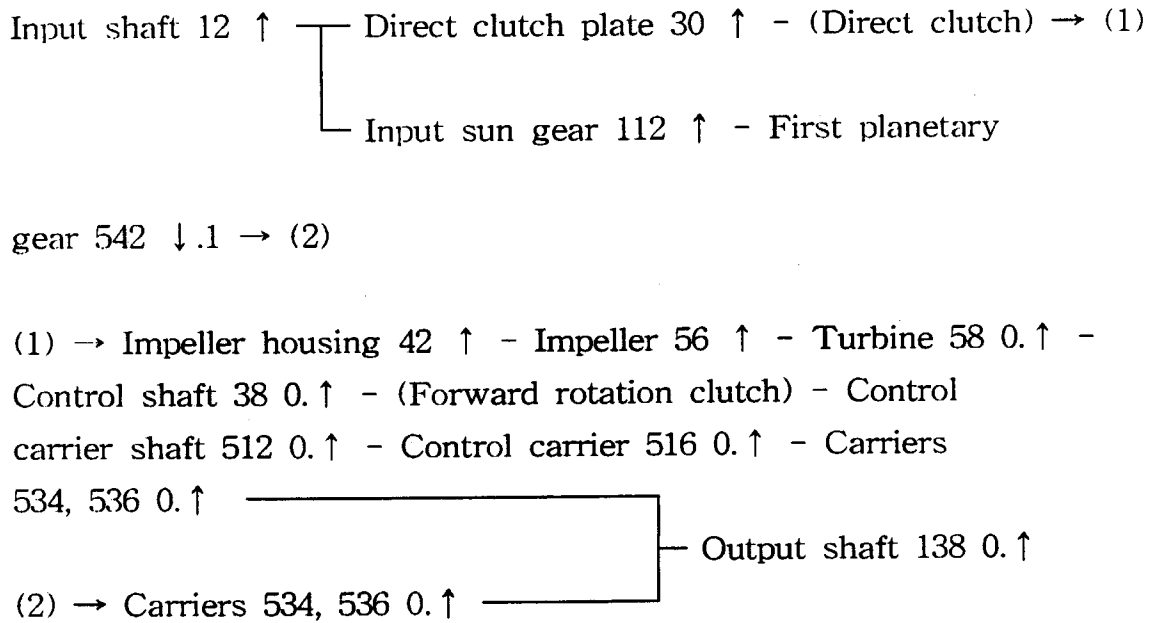 Input shaft 12 ↑ Direct clutch plate 30 ↑ - (Direct clutch) → (1)
Input sun gear 112 ↑ - First planetary
gear 542 ↓.1 → (2)
(1) → Impeller housing 42 ↑ - Impeller 56 ↑ - Turbine 58 0.↑ -
Control shaft 38 0.↑ - (Forward rotation clutch) - Control
carrier shaft 512 0.↑ - Control carrier 516 0.↑ - Carriers
534, 536 0.↑
Output shaft 138 0.↑
(2) → Carriers 534, 536 0.↑